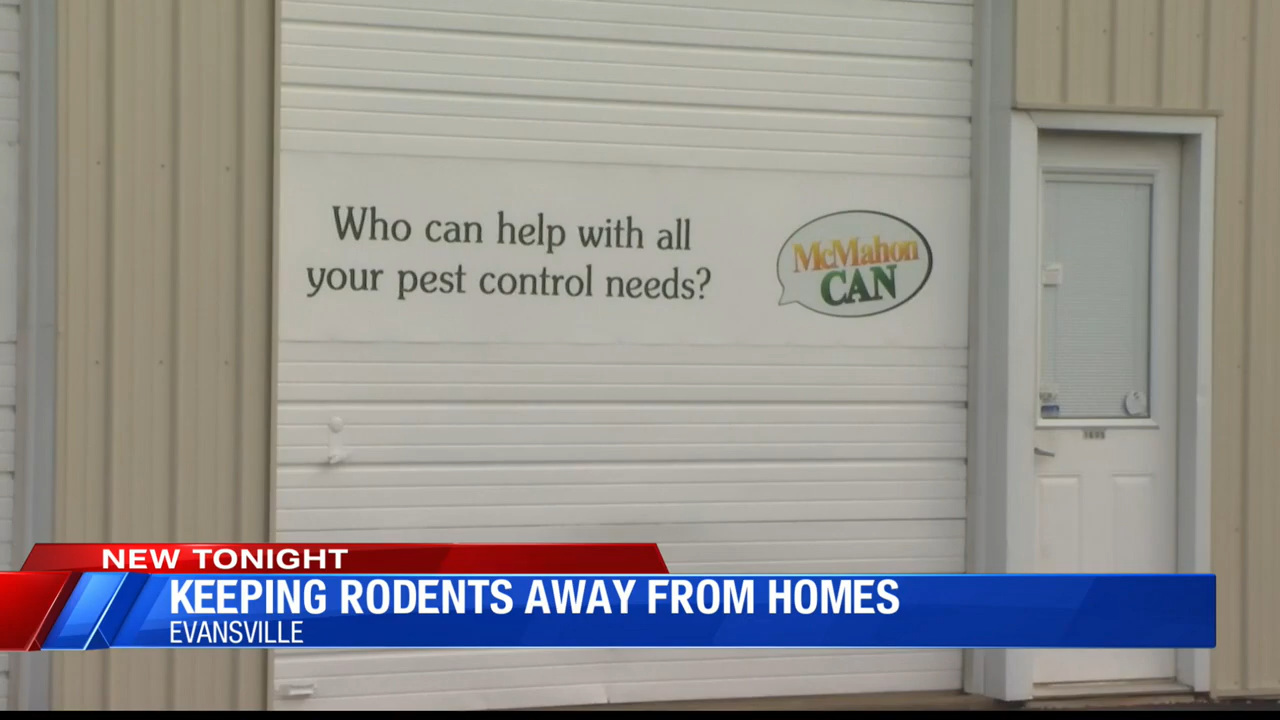 Who can help with all
your pest control needs?
McMahon
CAN
NEW TONIGHT
KEEPING RODENTS AWAY FROM HOMES
EVANSVILLE